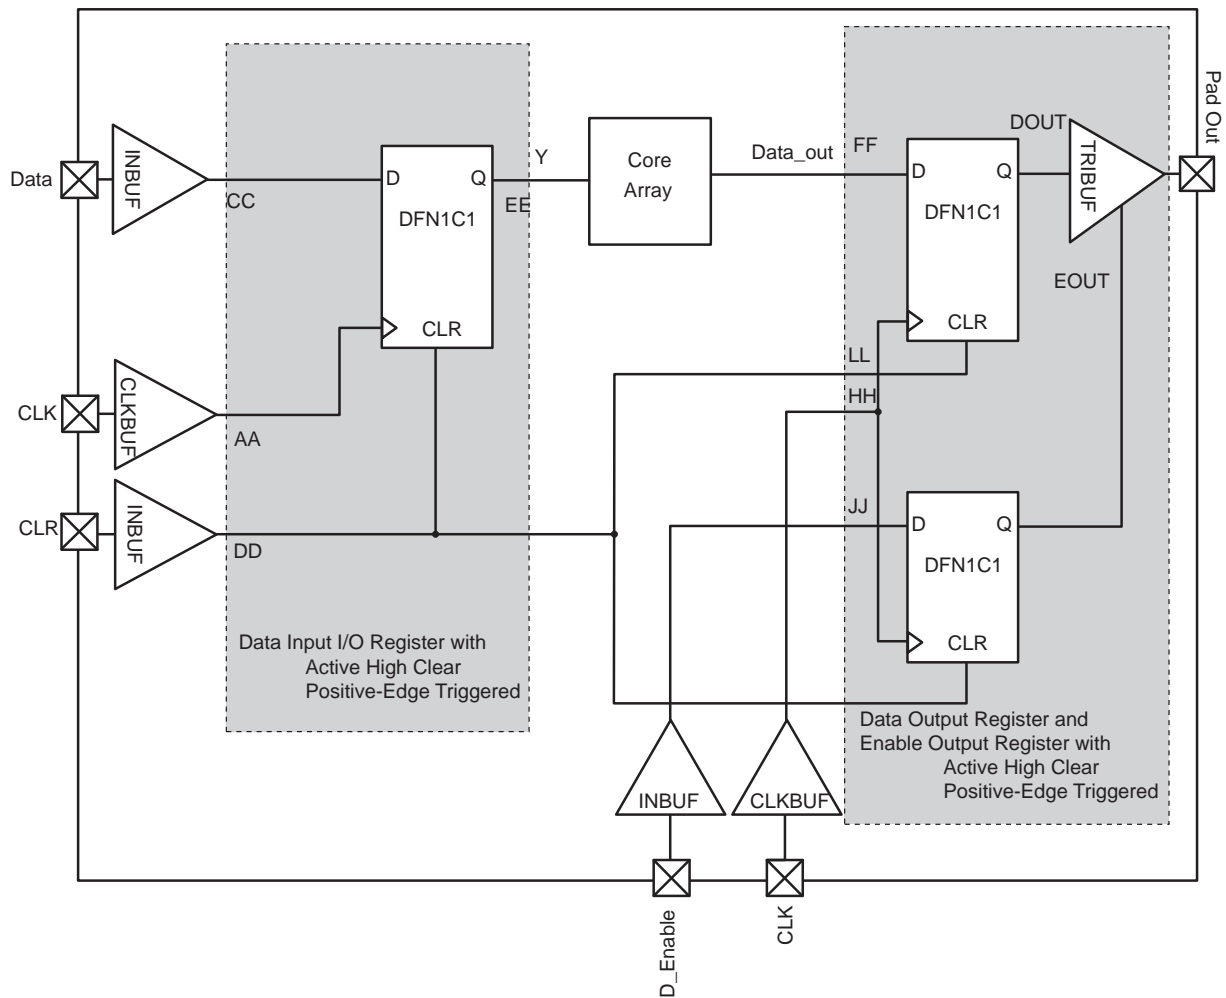 Data
INBUF
CC
D
Q
DFN1C1
CLR
Y
EE
Core
Array
Data_out
FF
D
Q
DFN1C1
CLR
DOUT
TRIBUF
EOUT
Pad Out
CLK
CLKBUF
AA
LL
HH
CLR
INBUF
DD
JJ
D
Q
DFN1C1
CLR
Data Input I/O Register with
Active High Clear
Positive-Edge Triggered
Data Output Register and
Enable Output Register with
Active High Clear
Positive-Edge Triggered
INBUF
CLKBUF
D_Enable
CLK